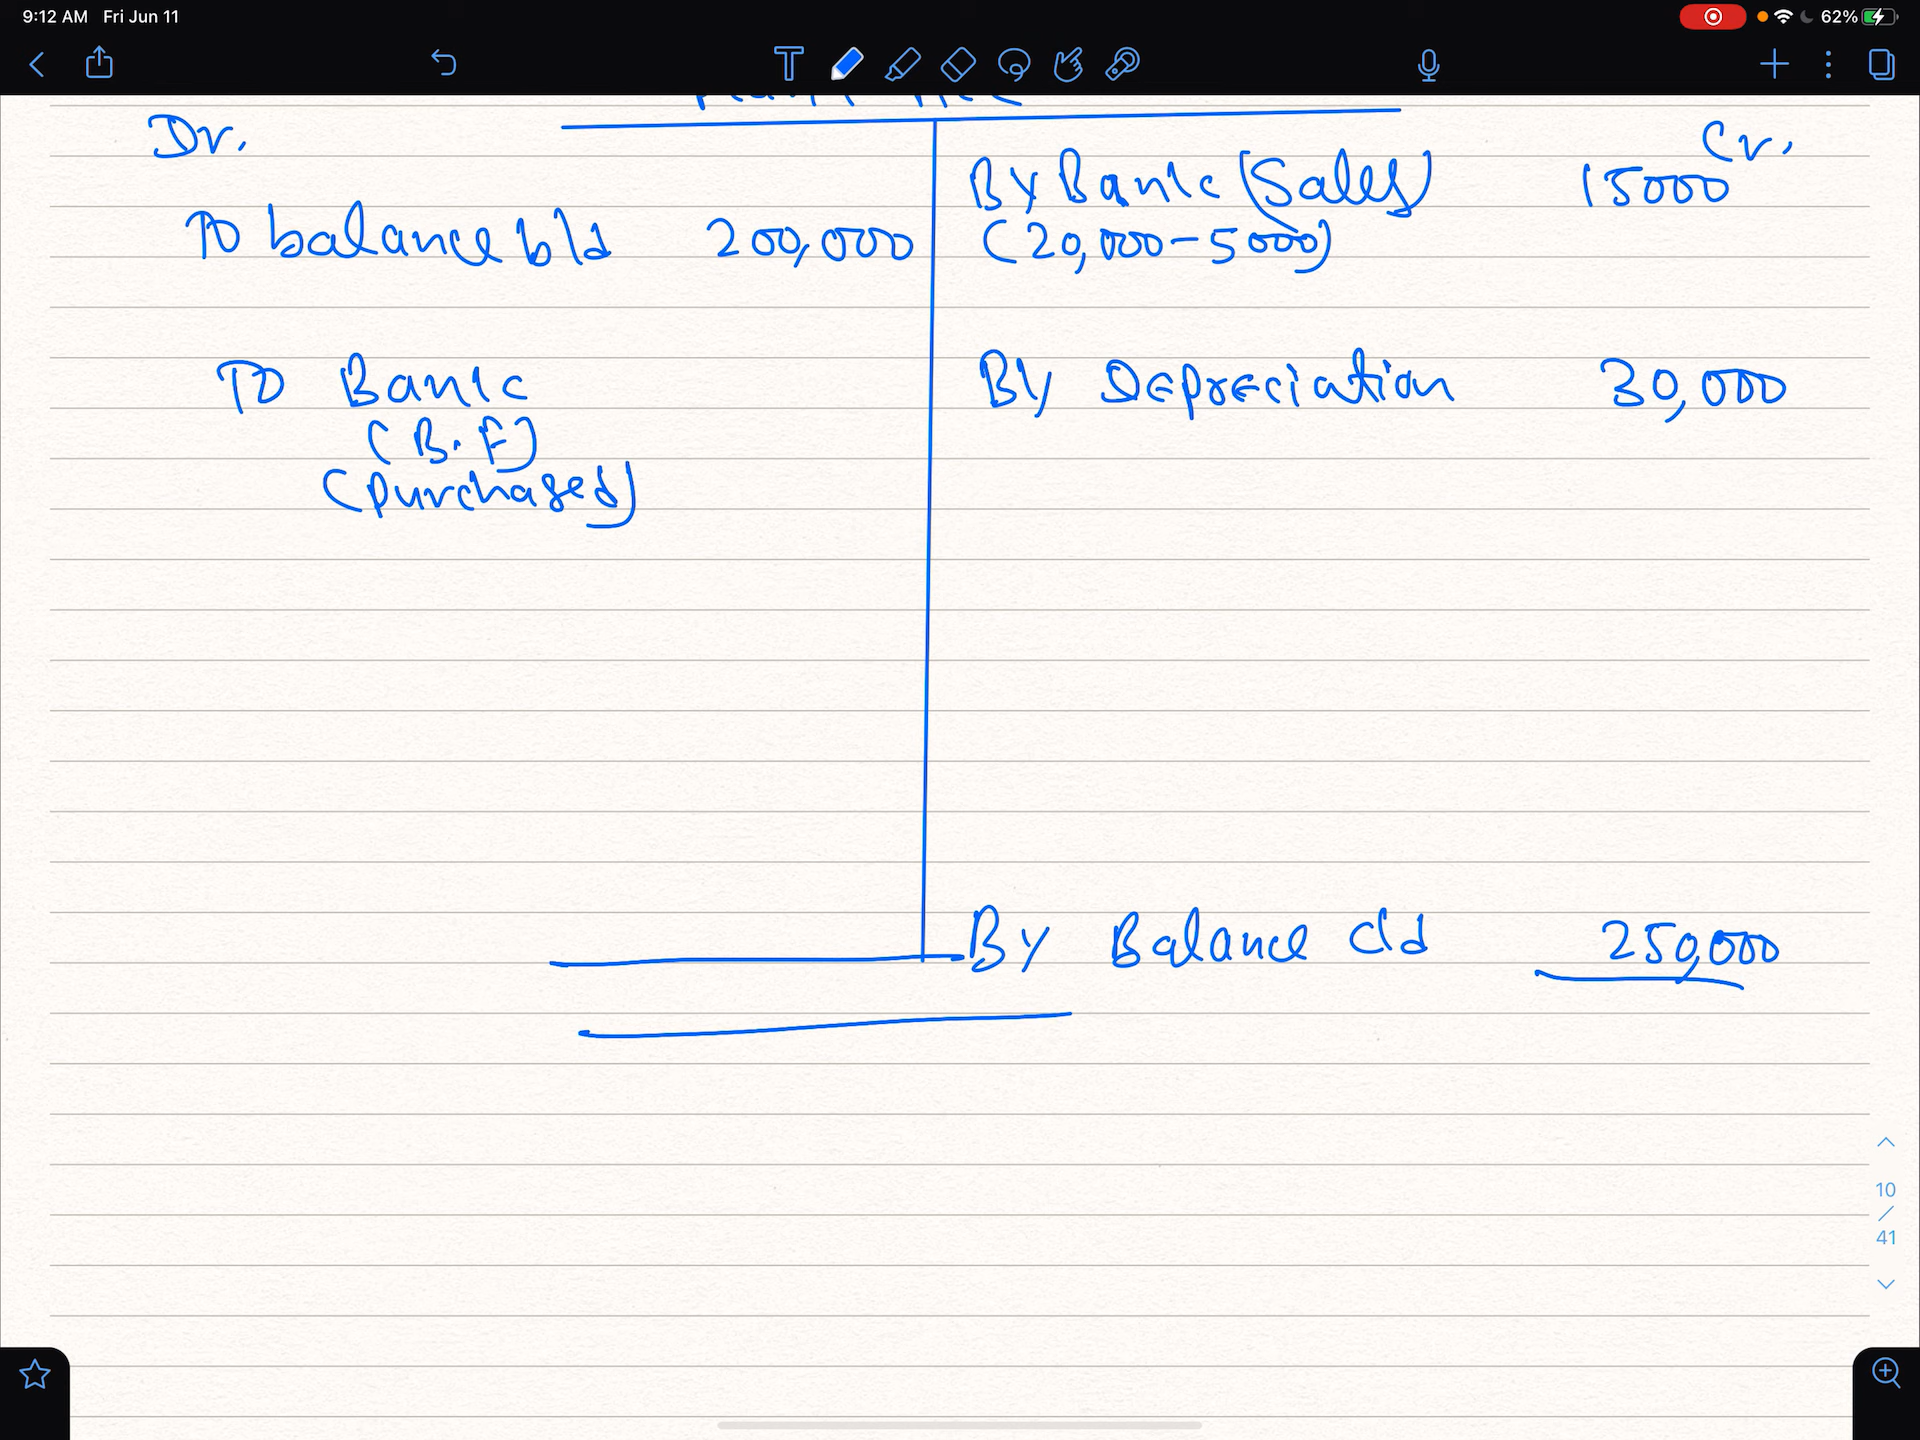 9:12 AM Fri Jun 11
62%
Dr.
Cr.
By Bank (Sales) 15000
To balance b/d 200,000
(20,000-5000)
To Bank
(B.F)
(purchased)
By Depreciation 30,000
By Balance c/d 250,000
10
/
41